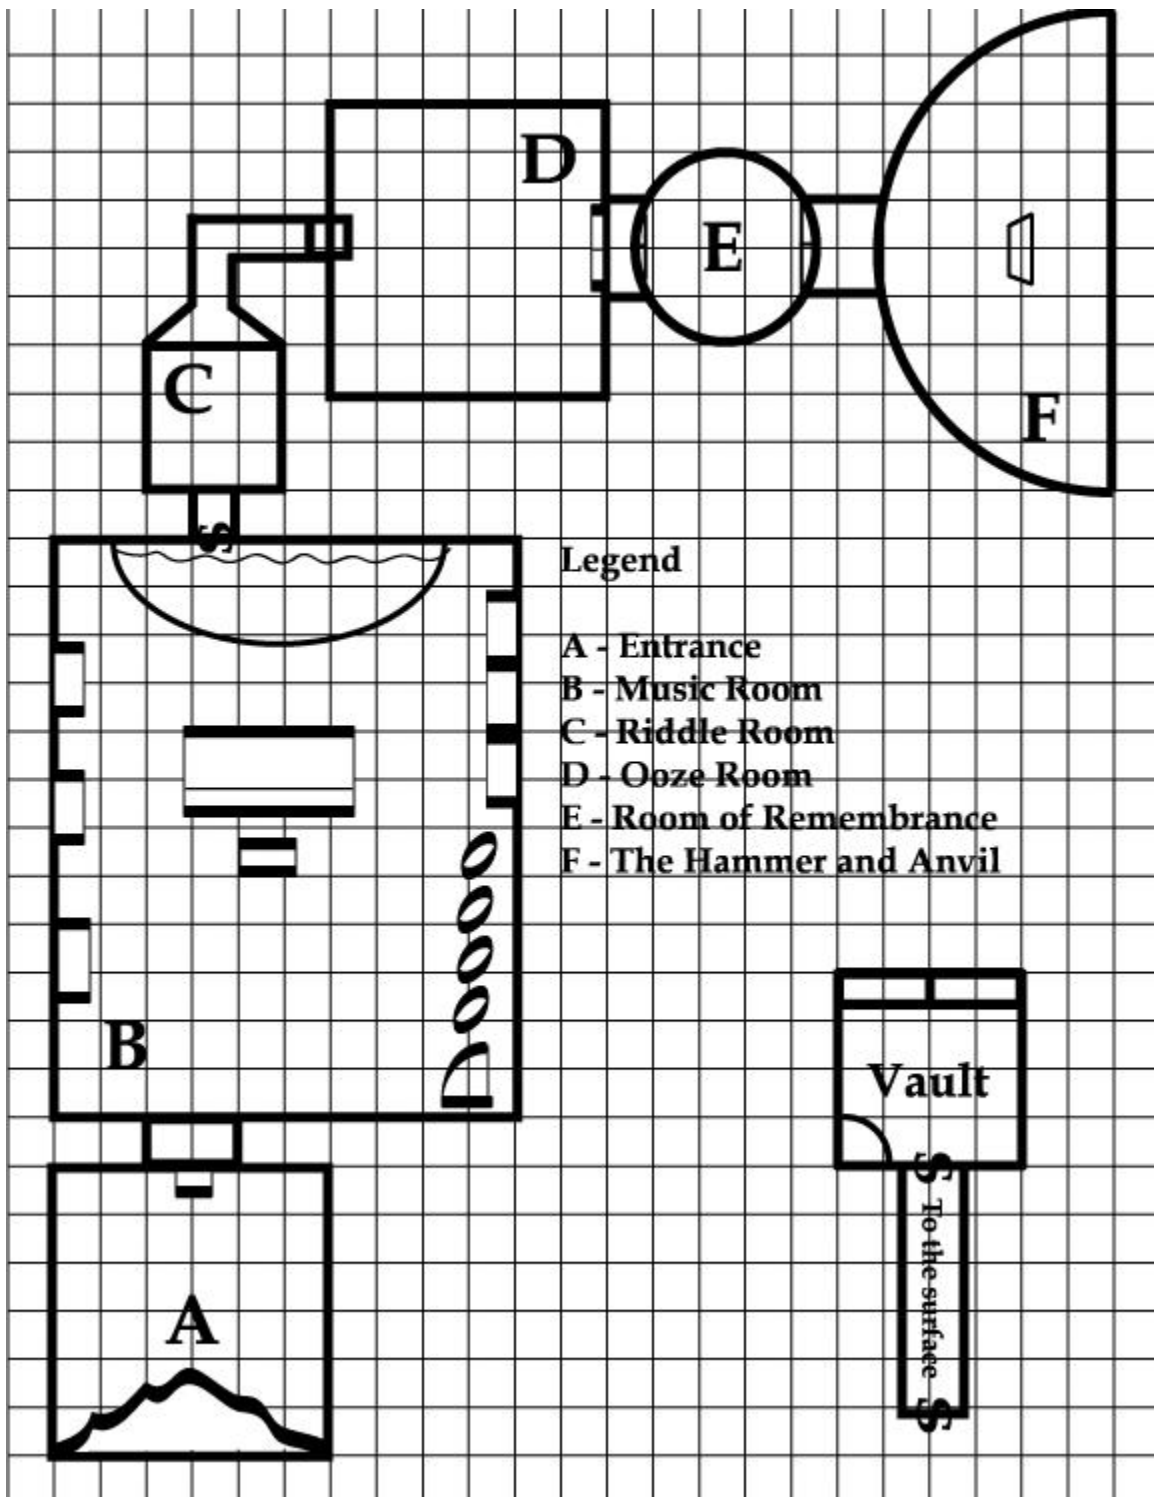 D
E
C
F
S
Legend
A - Entrance
B - Music Room
C - Riddle Room
D - Ooze Room
E - Room of Remembrance
F - The Hammer and Anvil
B
Vault
S
To the surface
S
A